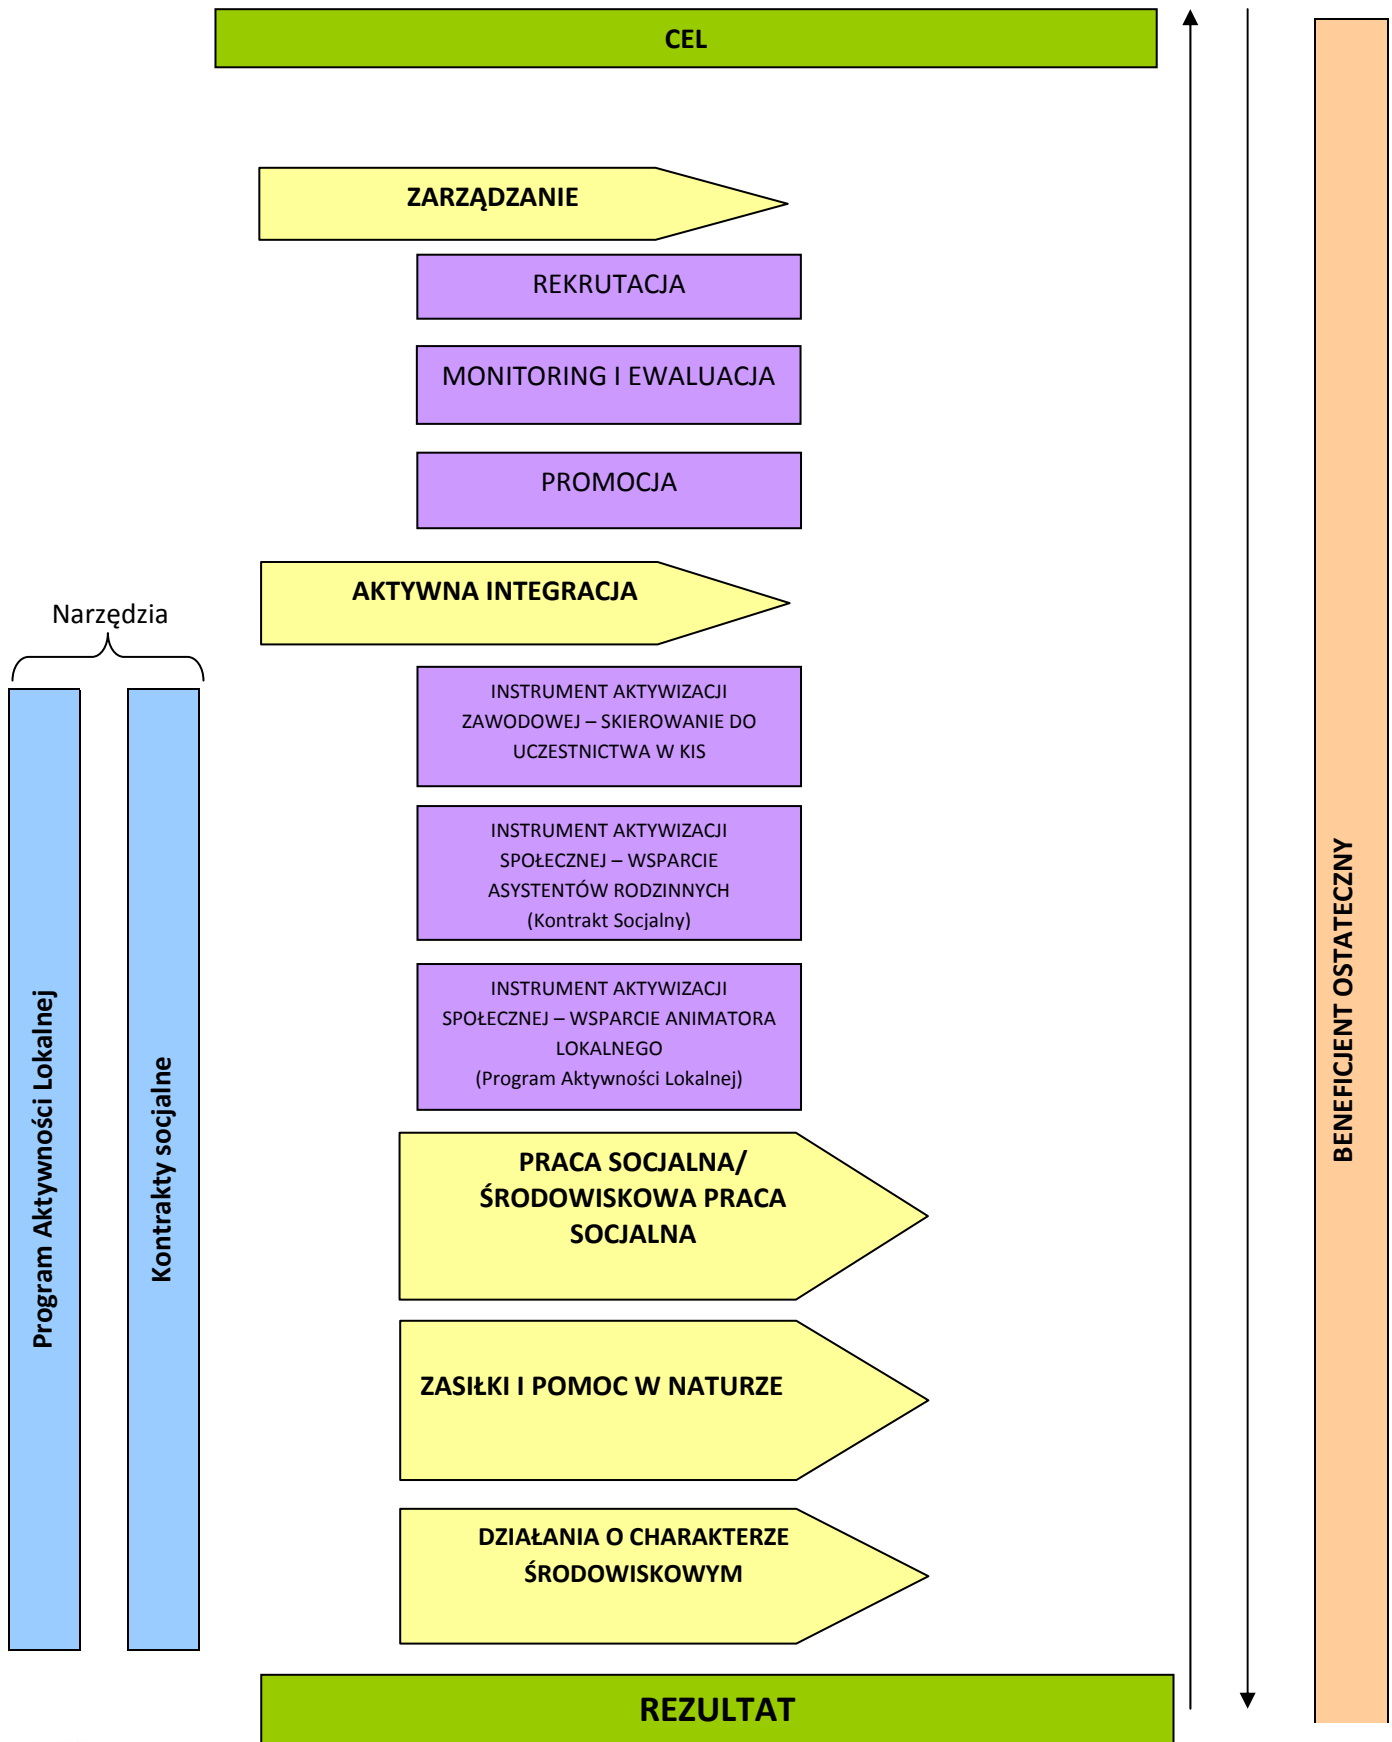 CEL
ZARZĄDZANIE
REKRUTACJA
MONITORING I EWALUACJA
PROMOCJA
AKTYWNA INTEGRACJA
Narzędzia
INSTRUMENT AKTYWIZACJI
ZAWODOWEJ – SKIEROWANIE DO
UCZESTNICTWA W KIS
INSTRUMENT AKTYWIZACJI
SPOŁECZNEJ – WSPARCIE
ASYSTENTÓW RODZINNYCH
(Kontrakt Socjalny)
INSTRUMENT AKTYWIZACJI
SPOŁECZNEJ – WSPARCIE ANIMATORA
LOKALNEGO
(Program Aktywności Lokalnej)
PRACA SOCJALNA/
ŚRODOWISKOWA PRACA
SOCJALNA
ZASIŁKI I POMOC W NATURZE
DZIAŁANIA O CHARAKTERZE
ŚRODOWISKOWYM
Program Aktywności Lokalnej
Kontrakty socjalne
BENEFICJENT OSTATECZNY
REZULTAT